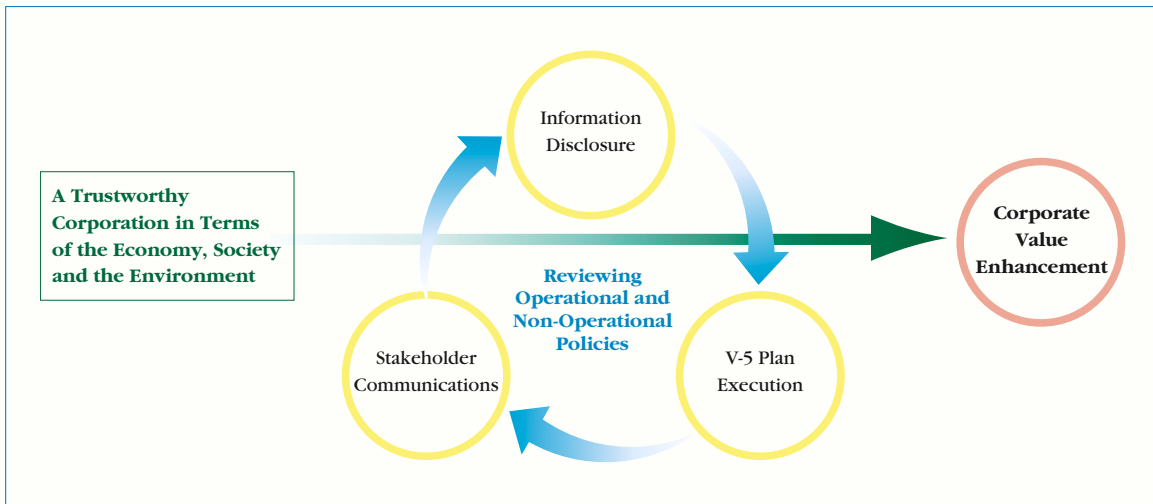 Information
Disclosure
A Trustworthy
Corporation in Terms
of the Economy, Society
and the Environment
Corporate
Value
Enhancement
Reviewing
Operational and
Non-Operational
Policies
Stakeholder
Communications
V-5 Plan
Execution